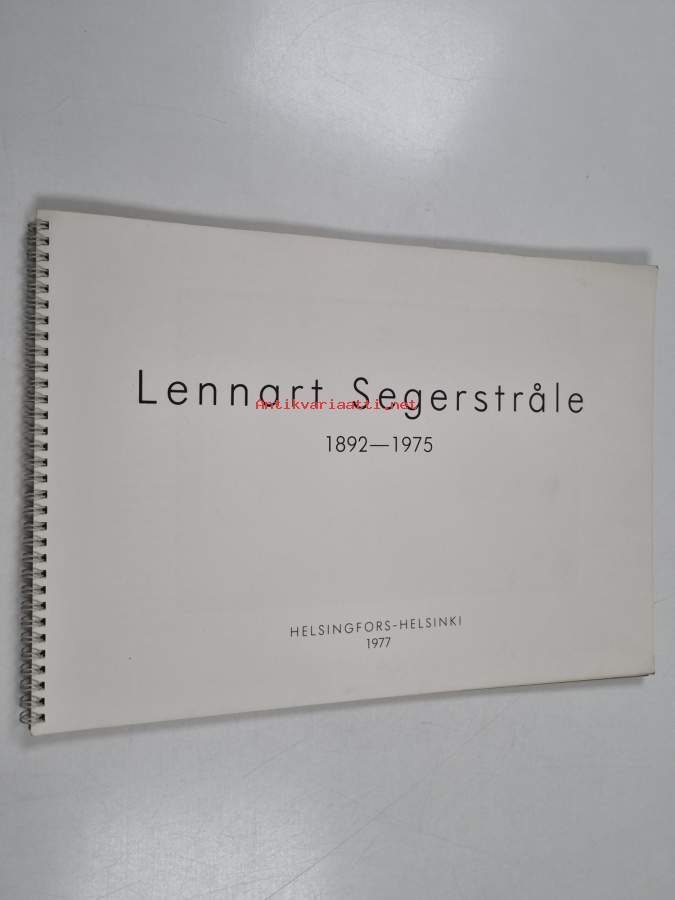 Lennart Segerstråle
Antikvariaatti.net
1892—1975
HELSINGFORS-HELSINKI
1977